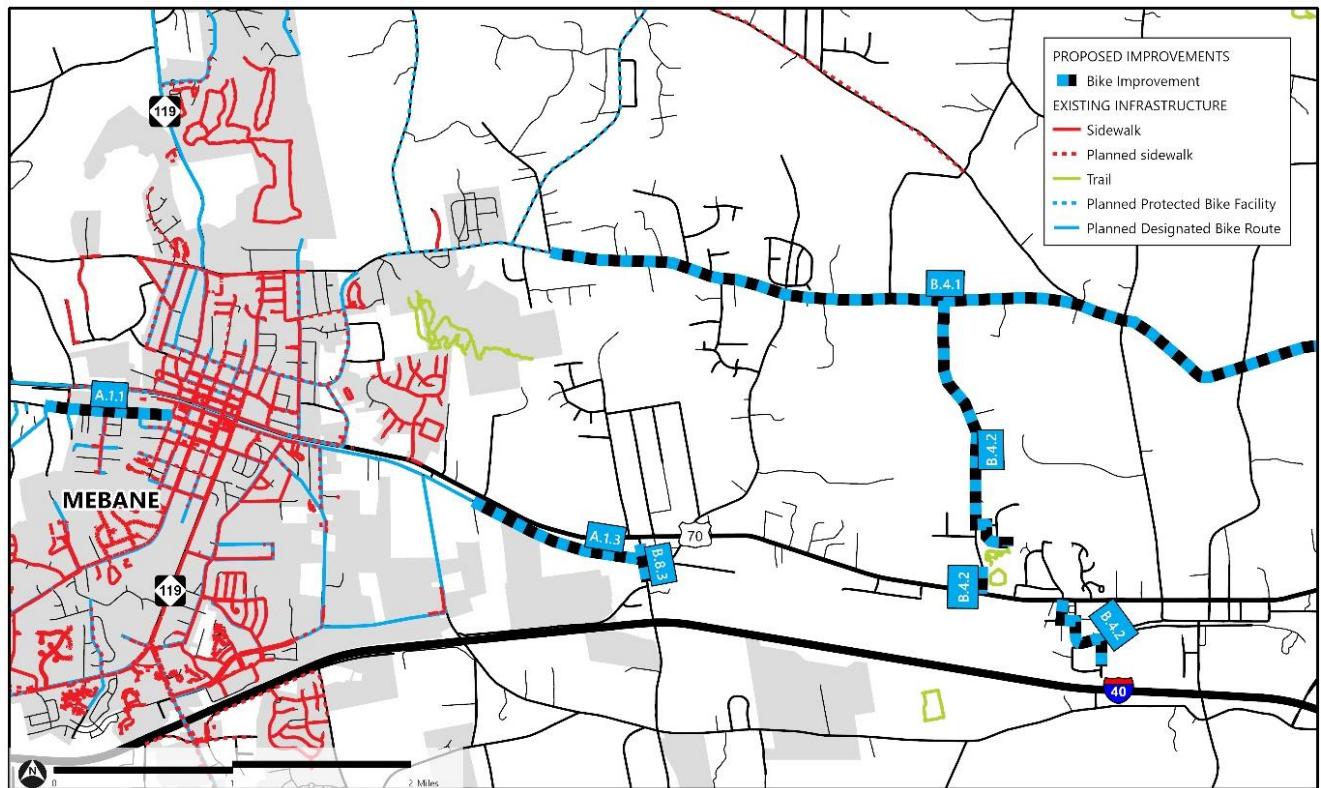 119
PROPOSED IMPROVEMENTS
Bike Improvement
EXISTING INFRASTRUCTURE
Sidewalk
Planned sidewalk
Trail
Planned Protected Bike Facility
Planned Designated Bike Route
B.4.1
A.1.1
B.4.2
MEBANE
A.1.3
70
B.8.3
B.4.2
119
B.4.2
40
N
0 1 2 Miles